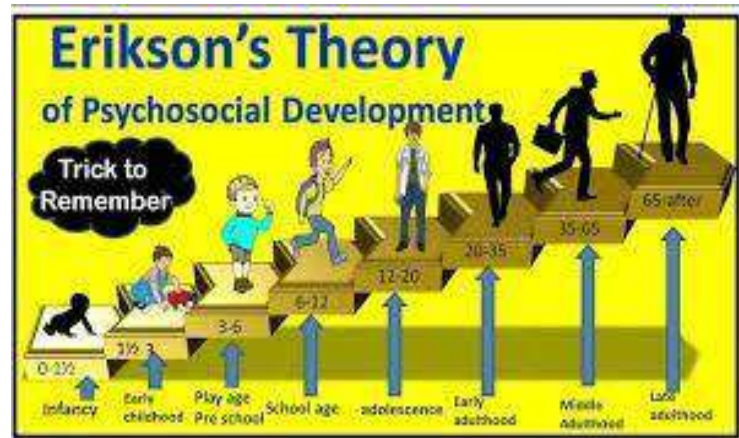 Erikson's Theory
of Psychosocial Development
Trick to
Remember
0-1½
1½ 3
3-6
6-12
12-20
20-35
35-65
65-after
Infancy
Early
childhood
Play age
Pre school
School age
adolescence
Early
adulthood
Middle
Adulthood
Late
adulthood